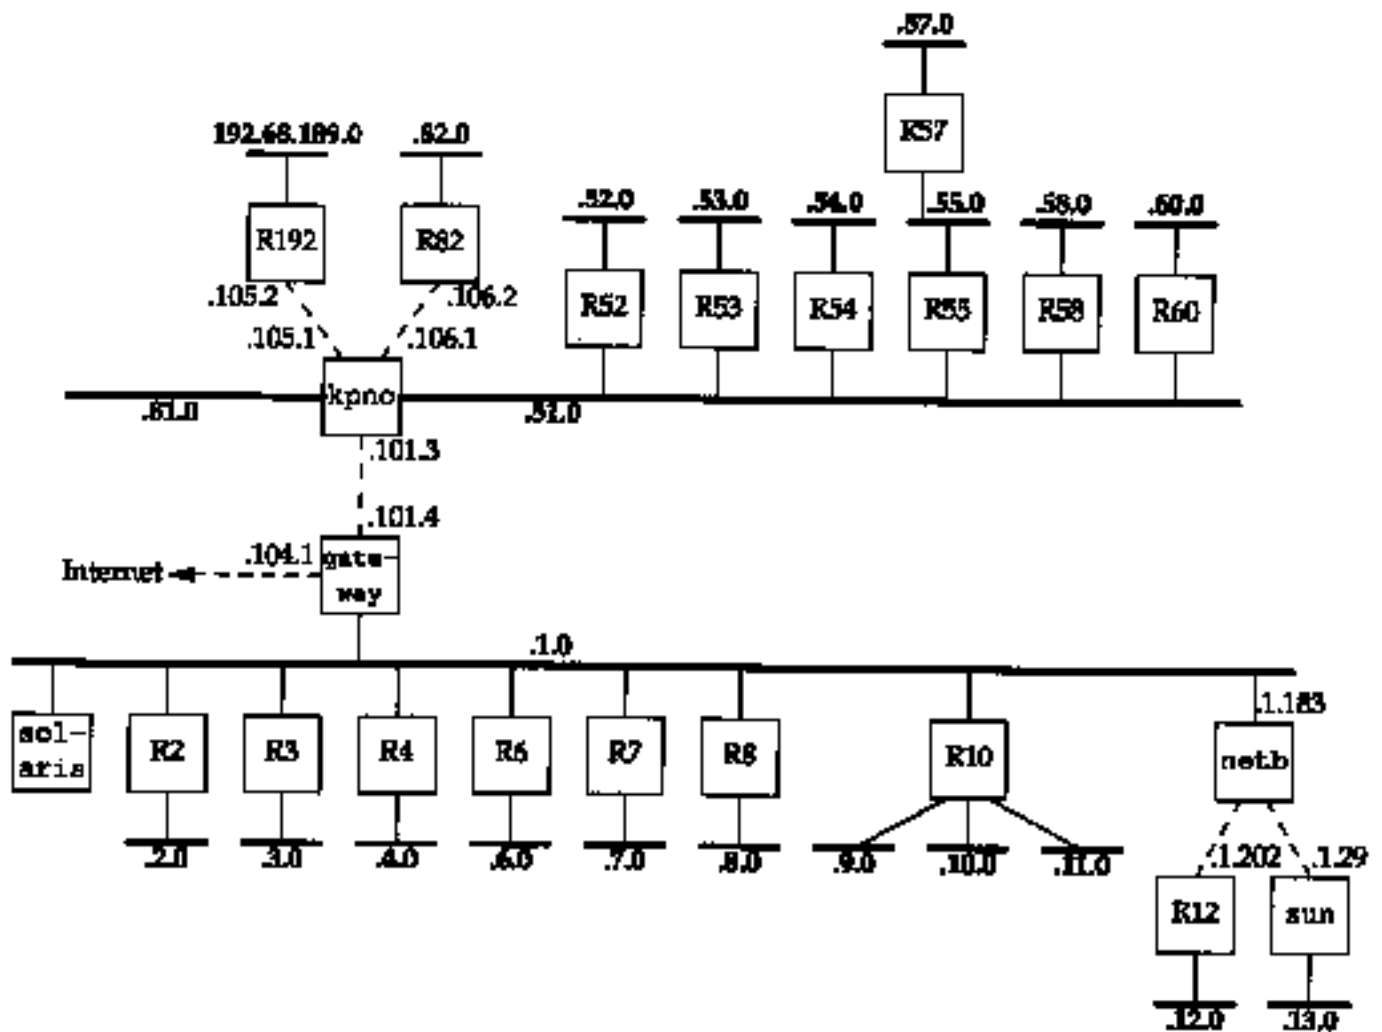 .57.0
R57
192.68.189.0 .82.0
.52.0 .53.0 .54.0 .55.0 .58.0 .60.0
R192 R82
R52 R53 R54 R55 R58 R60
.105.2 .106.2
.105.1 .106.1
kpno
.81.0 .51.0
.101.3
.101.4
.104.1
Internet
gate-
way
.1.0
.1.183
sol-
aris
R2 R3 R4 R6 R7 R8 R10 netb
.2.0 .3.0 .4.0 .6.0 .7.0 .8.0 .9.0 .10.0 .11.0
.1.202 .1.29
R12 sun
.12.0 .13.0